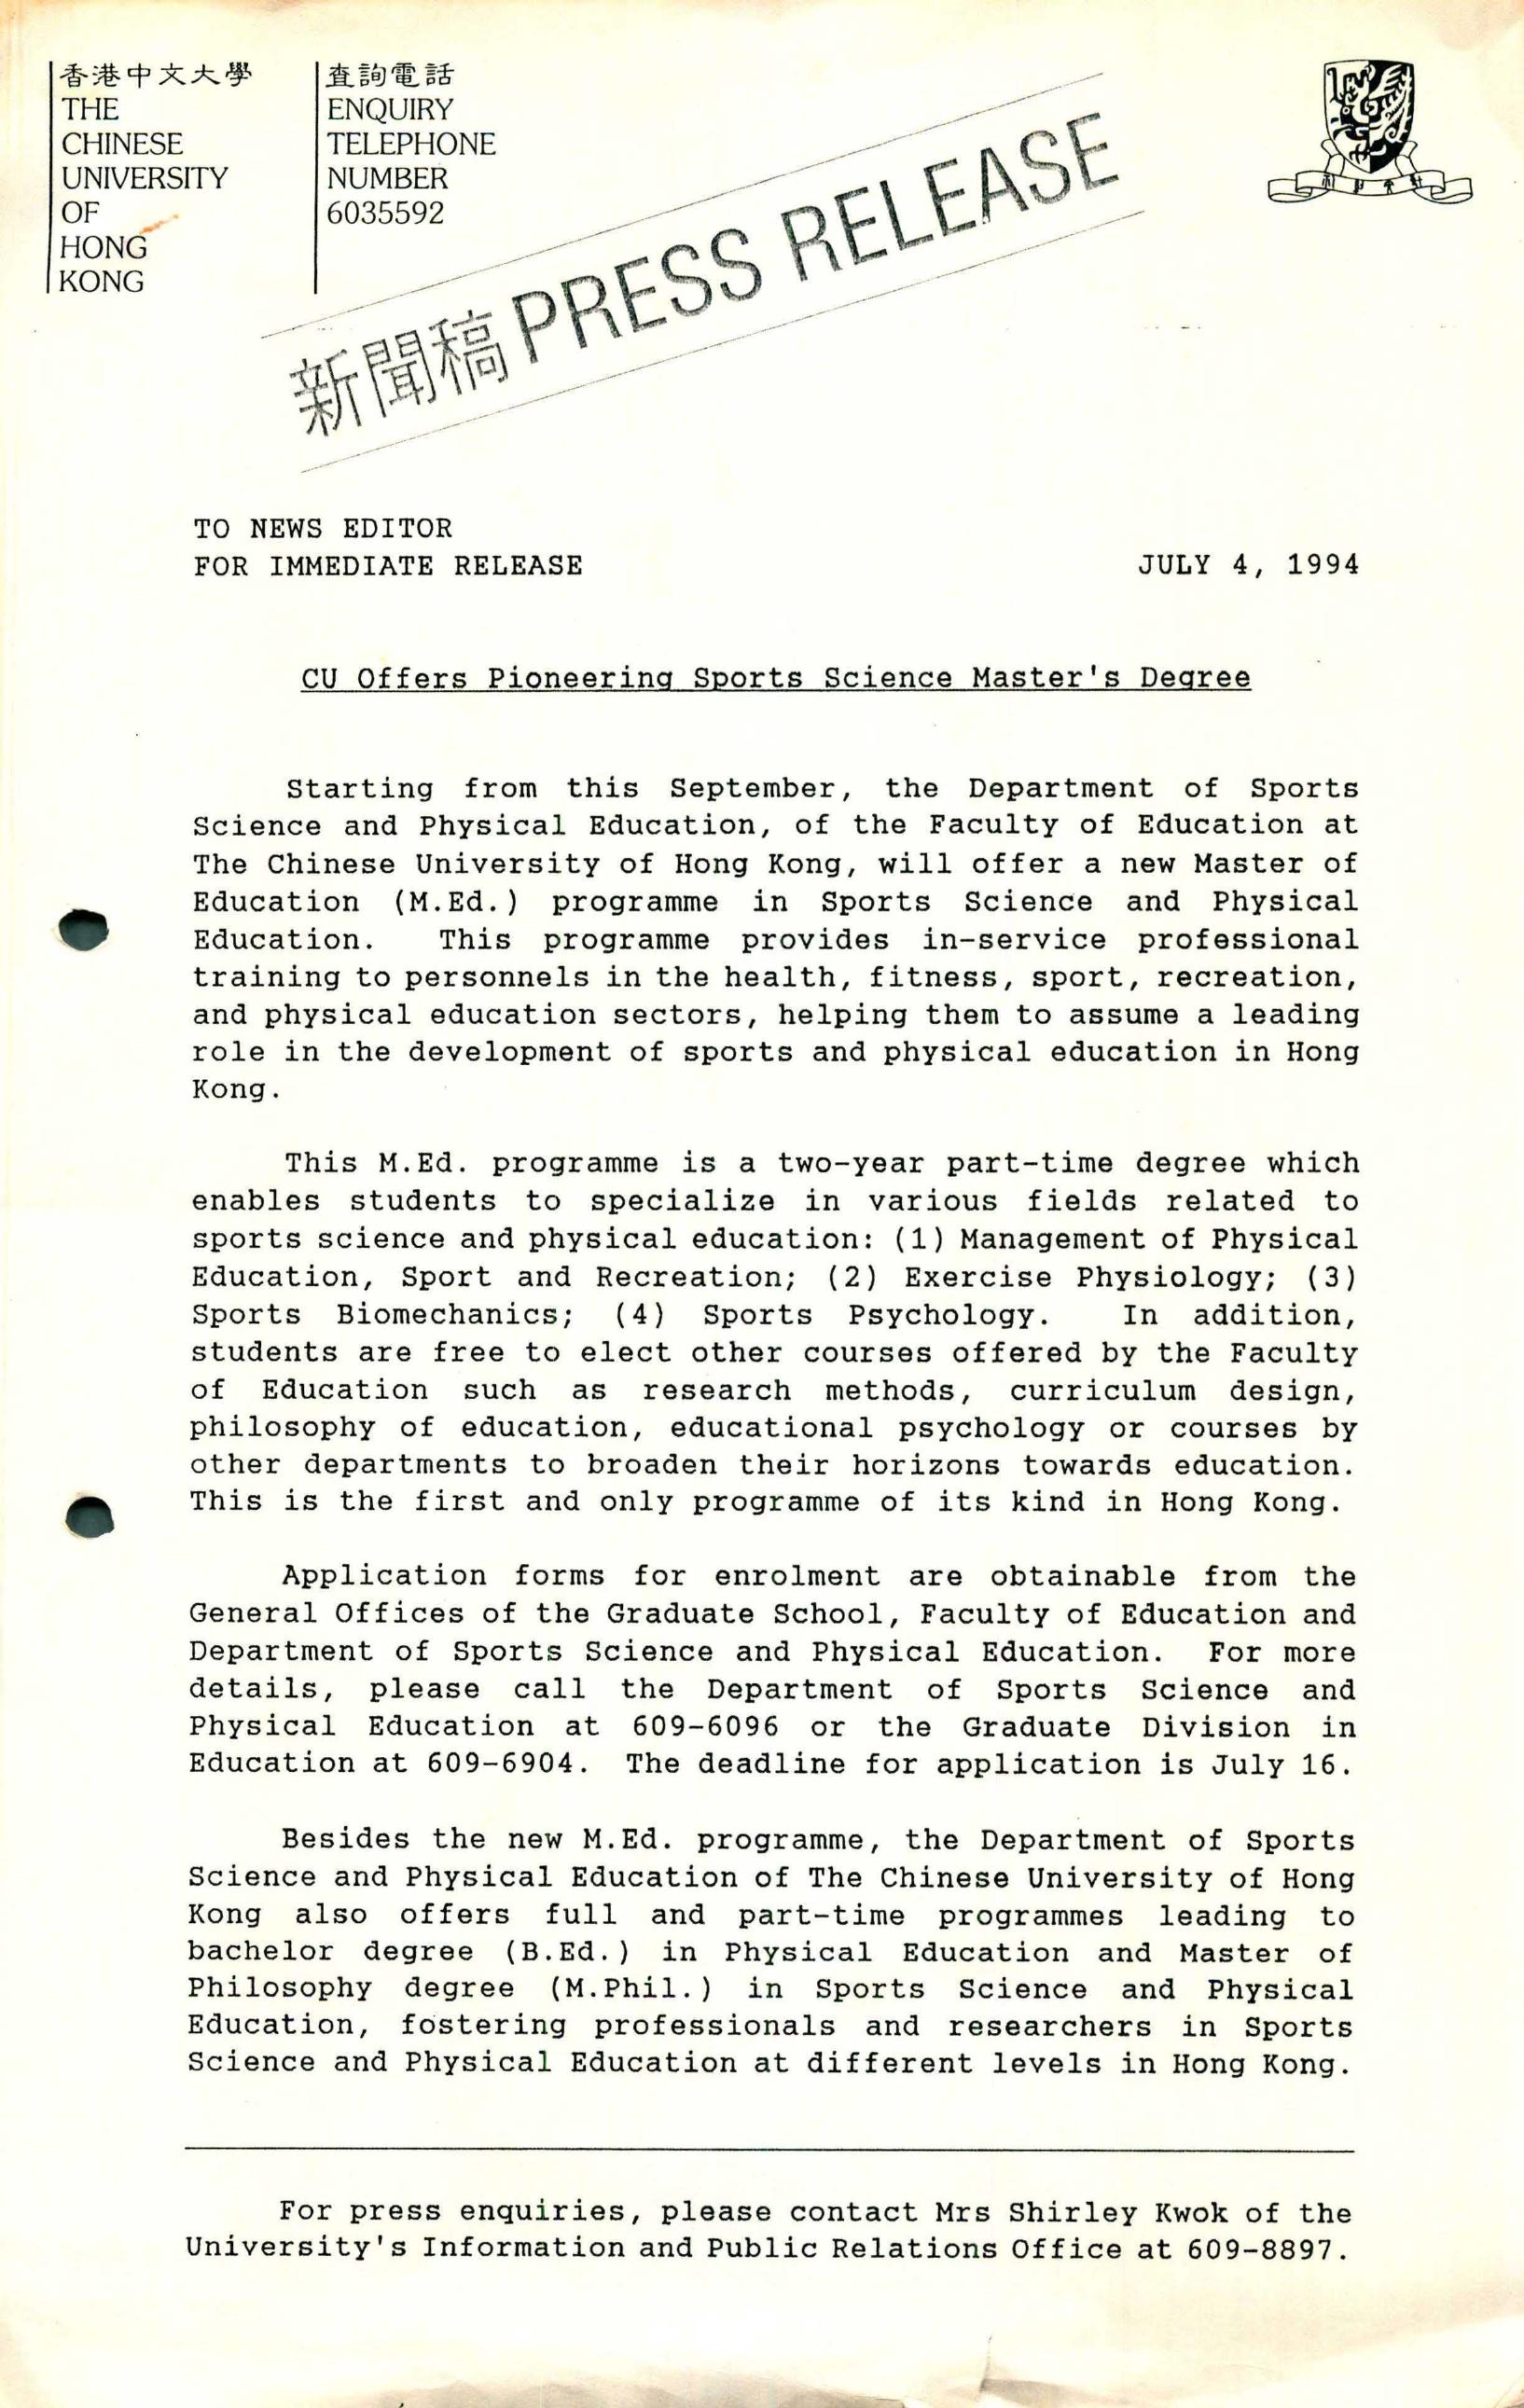 香港中文大學
THE
CHINESE
UNIVERSITY
OF
HONG
KONG
查詢電話
ENQUIRY
TELEPHONE
NUMBER
6035592
新聞稿 PRESS RELEASE
TO NEWS EDITOR
FOR IMMEDIATE RELEASE JULY 4, 1994
CU Offers Pioneering Sports Science Master's Degree
Starting from this September, the Department of Sports
Science and Physical Education, of the Faculty of Education at
The Chinese University of Hong Kong, will offer a new Master of
Education (M.Ed.) programme in Sports Science and Physical
Education. This programme provides in-service professional
training to personnels in the health, fitness, sport, recreation,
and physical education sectors, helping them to assume a leading
role in the development of sports and physical education in Hong
Kong.
This M.Ed. programme is a two-year part-time degree which
enables students to specialize in various fields related to
sports science and physical education: (1) Management of Physical
Education, Sport and Recreation; (2) Exercise Physiology; (3)
Sports Biomechanics; (4) Sports Psychology. In addition,
students are free to elect other courses offered by the Faculty
of Education such as research methods, curriculum design,
philosophy of education, educational psychology or courses by
other departments to broaden their horizons towards education.
This is the first and only programme of its kind in Hong Kong.
Application forms for enrolment are obtainable from the
General Offices of the Graduate School, Faculty of Education and
Department of Sports Science and Physical Education. For more
details, please call the Department of Sports Science and
Physical Education at 609-6096 or the Graduate Division in
Education at 609-6904. The deadline for application is July 16.
Besides the new M.Ed. programme, the Department of Sports
Science and Physical Education of The Chinese University of Hong
Kong also offers full and part-time programmes leading to
bachelor degree (B.Ed.) in Physical Education and Master of
Philosophy degree (M.Phil.) in Sports Science and Physical
Education, fostering professionals and researchers in Sports
Science and Physical Education at different levels in Hong Kong.
For press enquiries, please contact Mrs Shirley Kwok of the
University's Information and Public Relations Office at 609-8897.